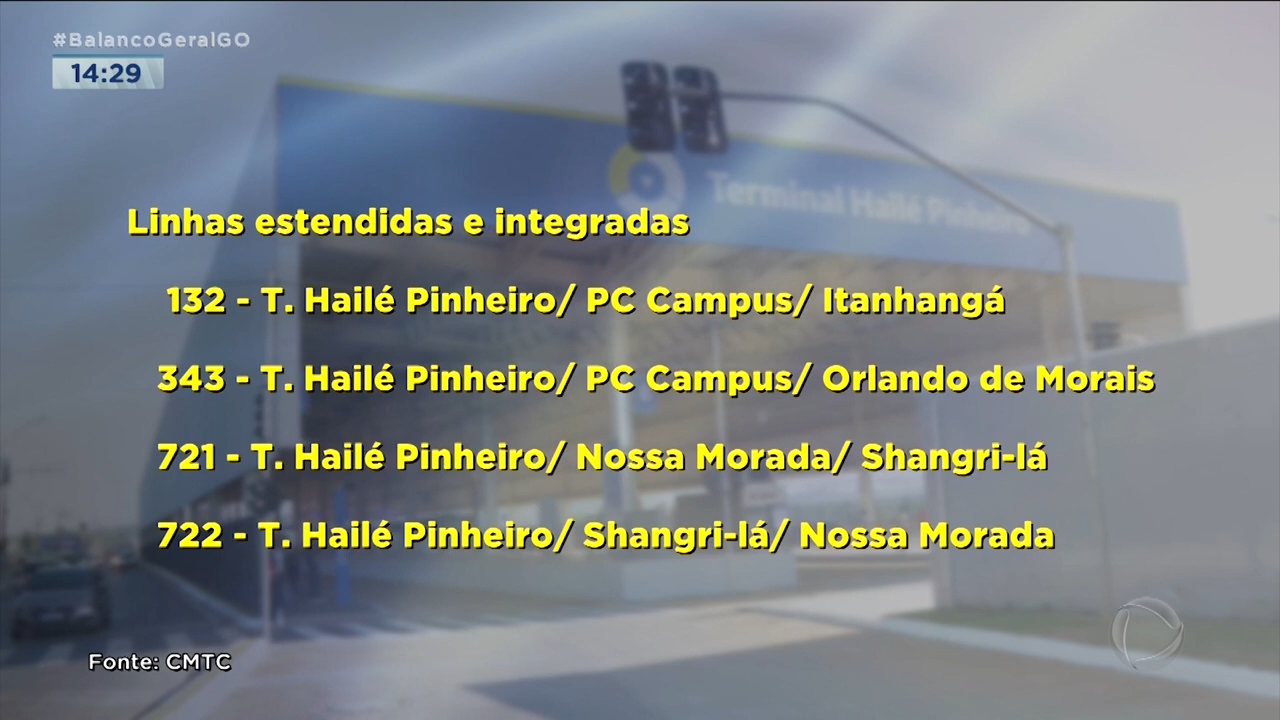 #BalancoGeralGO
14:29
Terminal Hailé Pinheiro
Linhas estendidas e integradas
132 - T. Hailé Pinheiro/ PC Campus/ Itanhangá
343 - T. Hailé Pinheiro/ PC Campus/ Orlando de Morais
721 - T. Hailé Pinheiro/ Nossa Morada/ Shangri-lá
722 - T. Hailé Pinheiro/ Shangri-lá/ Nossa Morada
Fonte: CMTC